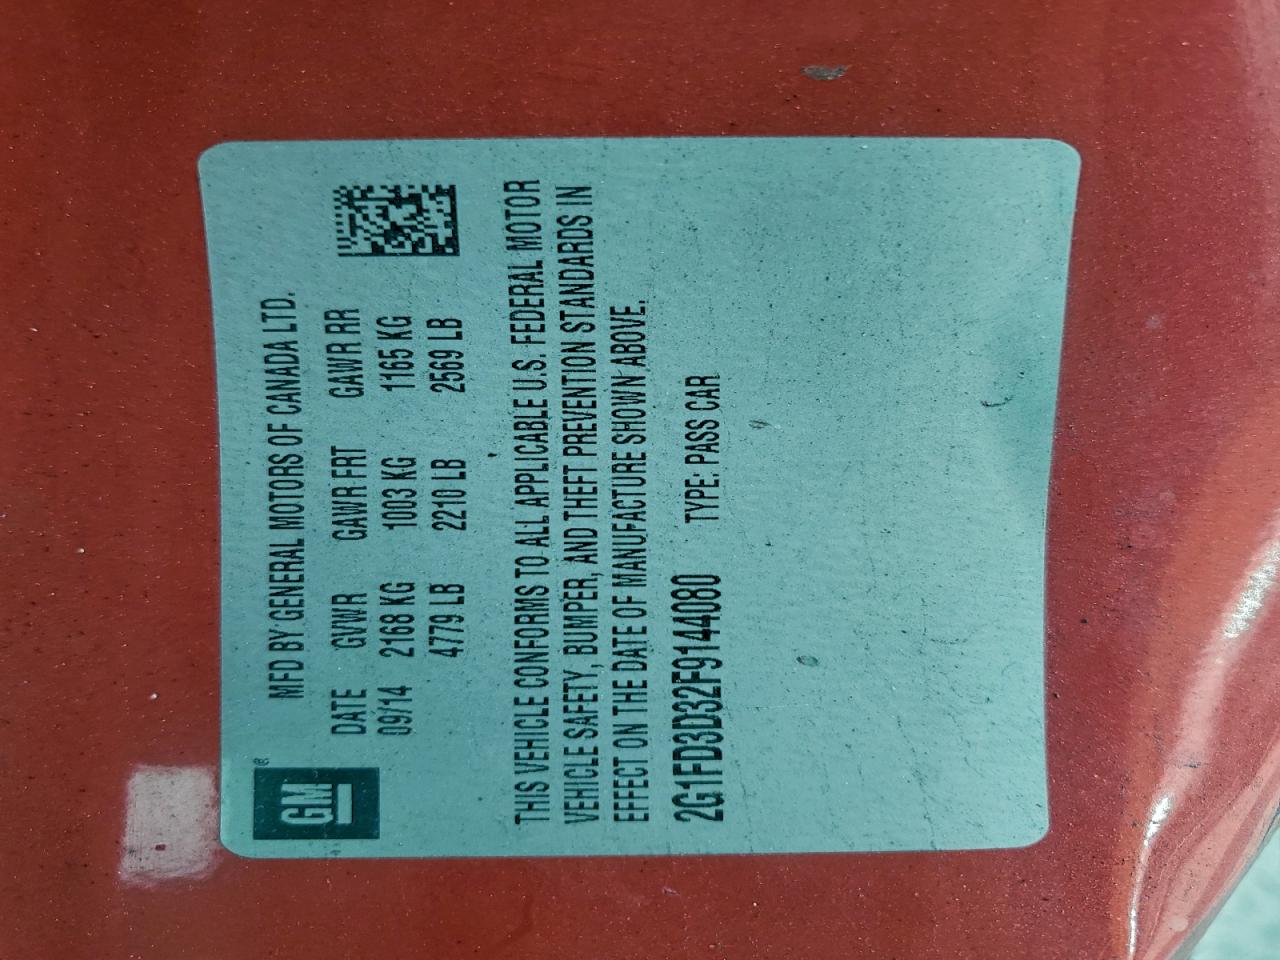 GM®
MFD BY GENERAL MOTORS OF CANADA LTD.
DATE GVWR GAWR FRT GAWR RR
09/14 2168 KG 1003 KG 1165 KG
4779 LB 2210 LB 2569 LB
THIS VEHICLE CONFORMS TO ALL APPLICABLE U.S. FEDERAL MOTOR
VEHICLE SAFETY, BUMPER, AND THEFT PREVENTION STANDARDS IN
EFFECT ON THE DATE OF MANUFACTURE SHOWN ABOVE.
2G1FD3D32F9144080 TYPE: PASS CAR